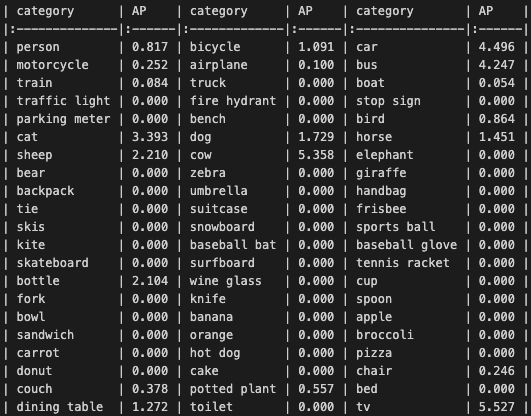 | category | AP | category | AP | category | AP |
|:--------------|:------|:-------------|:------|:---------------|:------|
| person | 0.817 | bicycle | 1.091 | car | 4.496 |
| motorcycle | 0.252 | airplane | 0.100 | bus | 4.247 |
| train | 0.084 | truck | 0.000 | boat | 0.054 |
| traffic light | 0.000 | fire hydrant | 0.000 | stop sign | 0.000 |
| parking meter | 0.000 | bench | 0.000 | bird | 0.864 |
| cat | 3.393 | dog | 1.729 | horse | 1.451 |
| sheep | 2.210 | cow | 5.358 | elephant | 0.000 |
| bear | 0.000 | zebra | 0.000 | giraffe | 0.000 |
| backpack | 0.000 | umbrella | 0.000 | handbag | 0.000 |
| tie | 0.000 | suitcase | 0.000 | frisbee | 0.000 |
| skis | 0.000 | snowboard | 0.000 | sports ball | 0.000 |
| kite | 0.000 | baseball bat | 0.000 | baseball glove | 0.000 |
| skateboard | 0.000 | surfboard | 0.000 | tennis racket | 0.000 |
| bottle | 2.104 | wine glass | 0.000 | cup | 0.000 |
| fork | 0.000 | knife | 0.000 | spoon | 0.000 |
| bowl | 0.000 | banana | 0.000 | apple | 0.000 |
| sandwich | 0.000 | orange | 0.000 | broccoli | 0.000 |
| carrot | 0.000 | hot dog | 0.000 | pizza | 0.000 |
| donut | 0.000 | cake | 0.000 | chair | 0.246 |
| couch | 0.378 | potted plant | 0.557 | bed | 0.000 |
| dining table | 1.272 | toilet | 0.000 | tv | 5.527 |